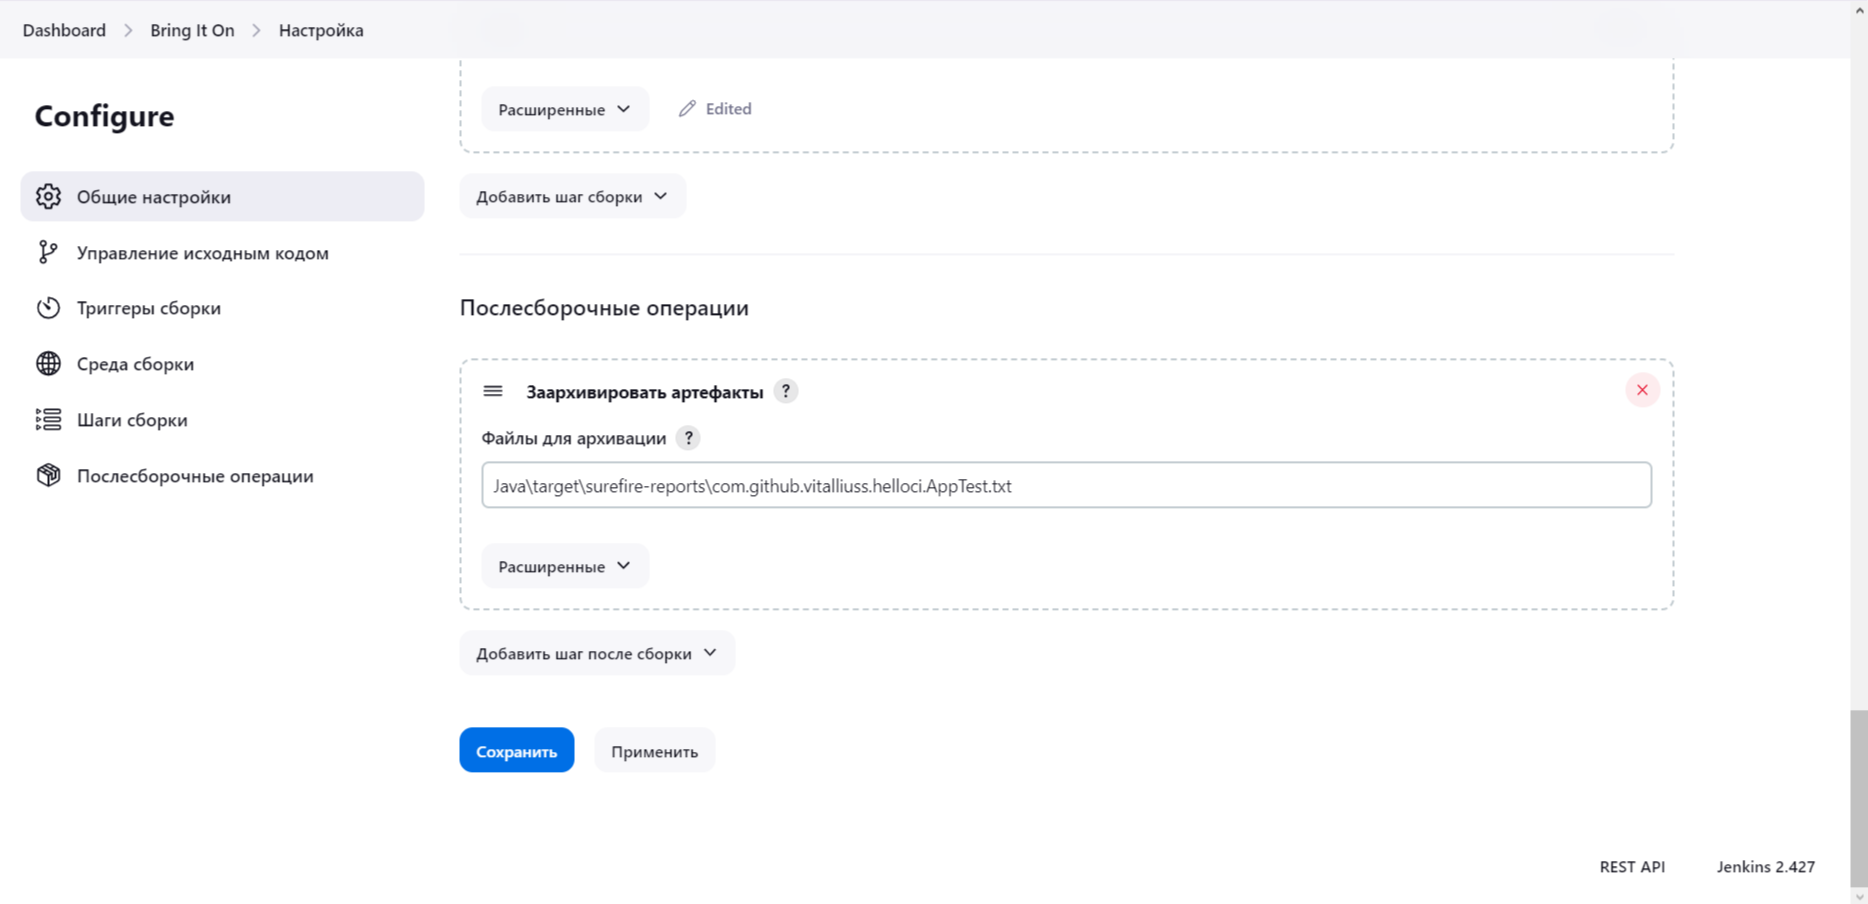 Dashboard Bring It On Настройка
Configure
Общие настройки
Управление исходным кодом
Триггеры сборки
Среда сборки
Шаги сборки
Послесборочные операции
Расширенные Edited
Добавить шаг сборки
Послесборочные операции
Заархивировать артефакты ?
Файлы для архивации ?
Java\target\surefire-reports\com.github.vitalliuss.helloci.AppTest.txt
Расширенные
Добавить шаг после сборки
Сохранить Применить
REST API Jenkins 2.427